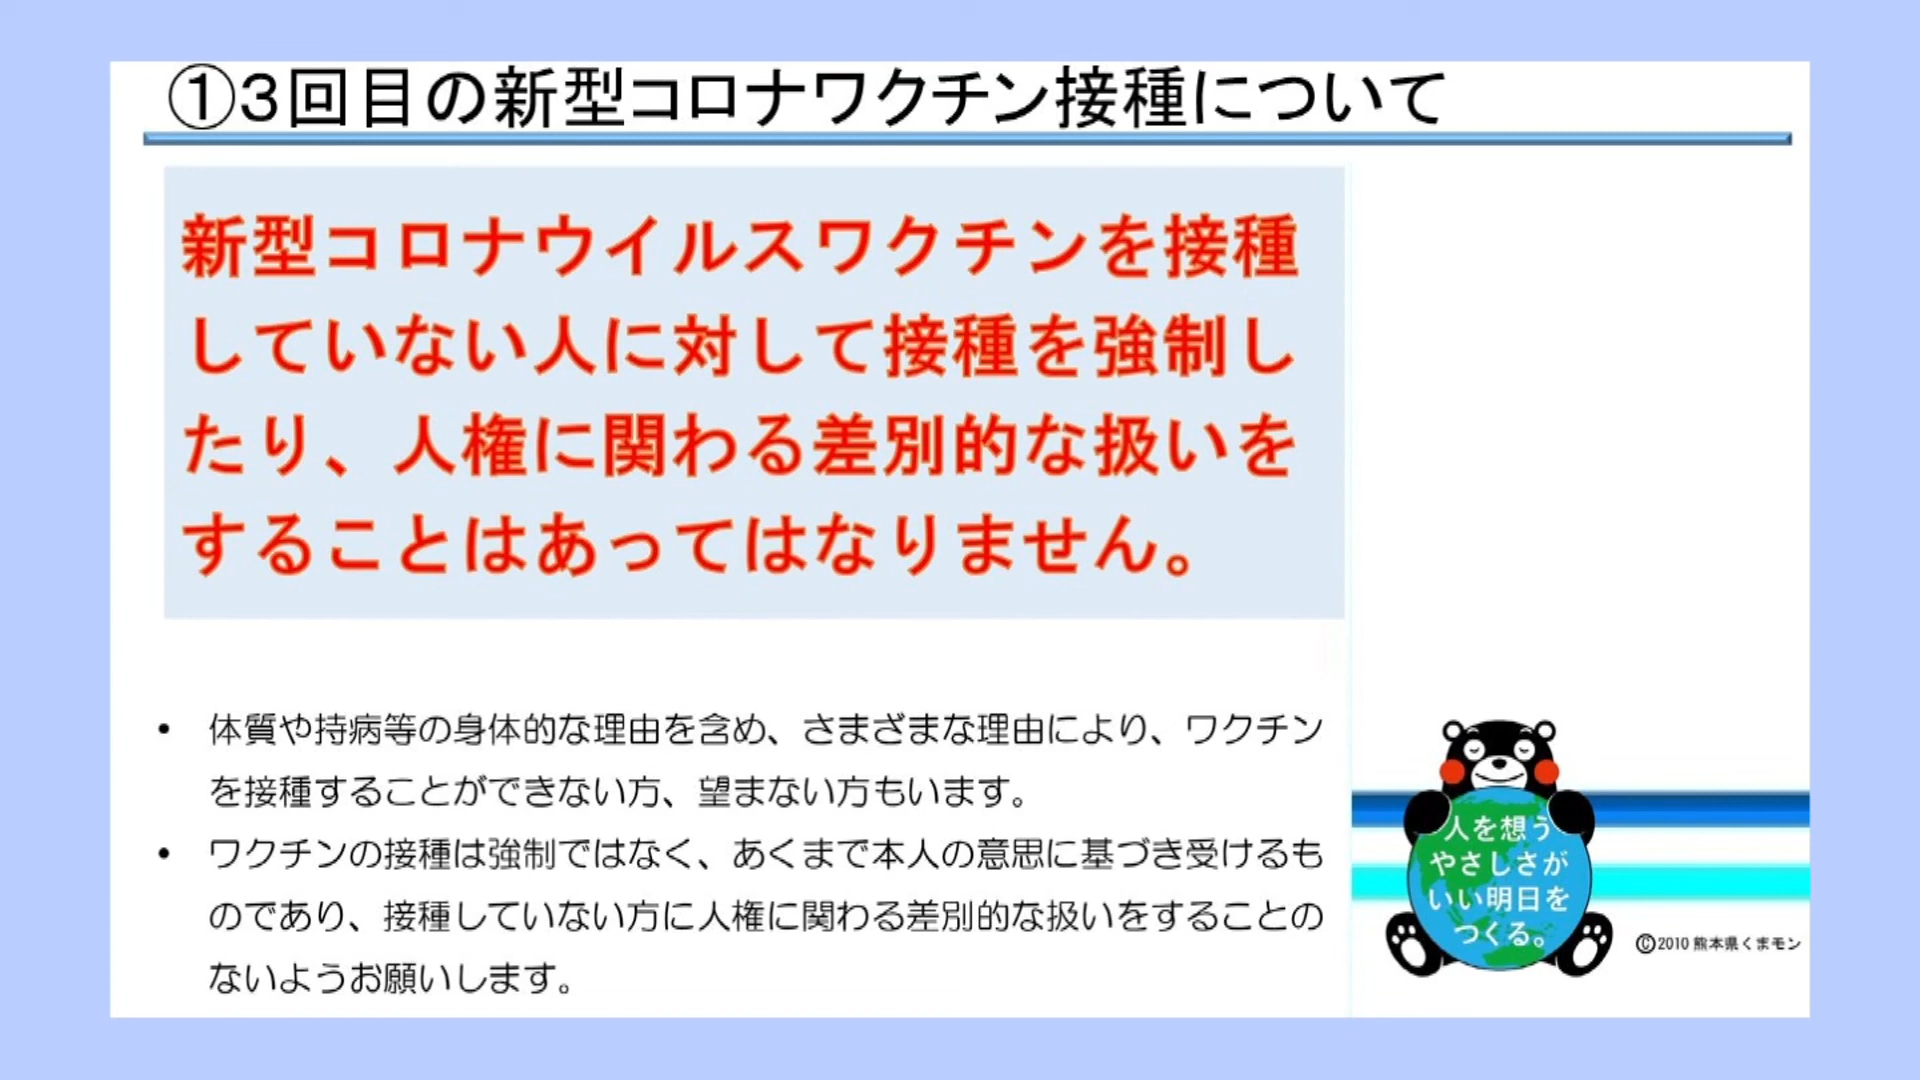 ①3回目の新型コロナワクチン接種について
新型コロナウイルスワクチンを接種
していない人に対して接種を強制し
たり、人権に関わる差別的な扱いを
することはあってはなりません。
• 体質や持病等の身体的な理由を含め、さまざまな理由により、ワクチン
を接種することができない方、望まない方もいます。
• ワクチンの接種は強制ではなく、あくまで本人の意思に基づき受けるも
のであり、接種していない方に人権に関わる差別的な扱いをすることの
ないようお願いします。
人を想う
やさしさが
いい明日を
つくる。
©2010 熊本県くまモン